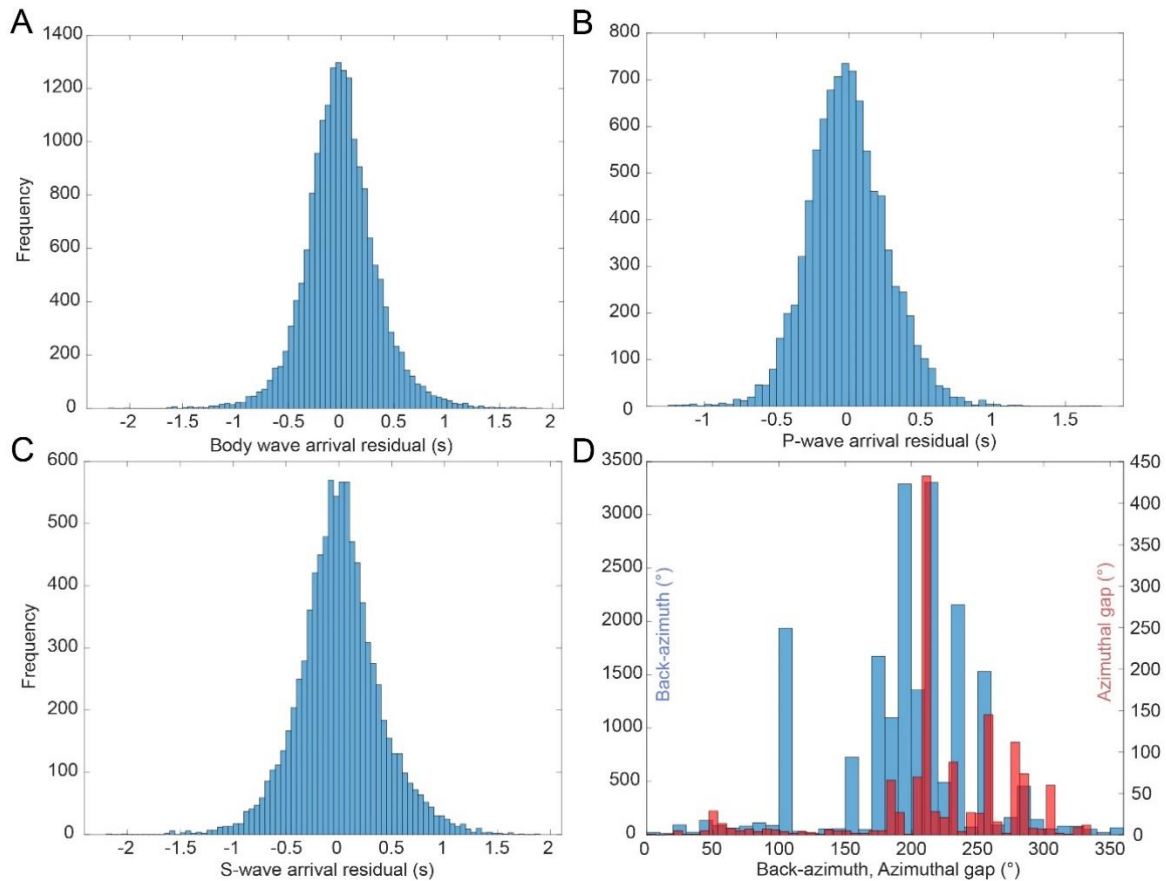 A
1400
1200
1000
800
600
400
200
0
Frequency
-2 -1.5 -1 -0.5 0 0.5 1 1.5 2
Body wave arrival residual (s)
B
800
700
600
500
400
300
200
100
0
-1 -0.5 0 0.5 1 1.5
P-wave arrival residual (s)
C
600
500
400
300
200
100
0
Frequency
-2 -1.5 -1 -0.5 0 0.5 1 1.5 2
S-wave arrival residual (s)
D
3500
3000
2500
2000
1500
1000
500
0
Back-azimuth (°)
450
400
350
300
250
200
150
100
50
0
Azimuthal gap (°)
0 50 100 150 200 250 300 350
Back-azimuth, Azimuthal gap (°)